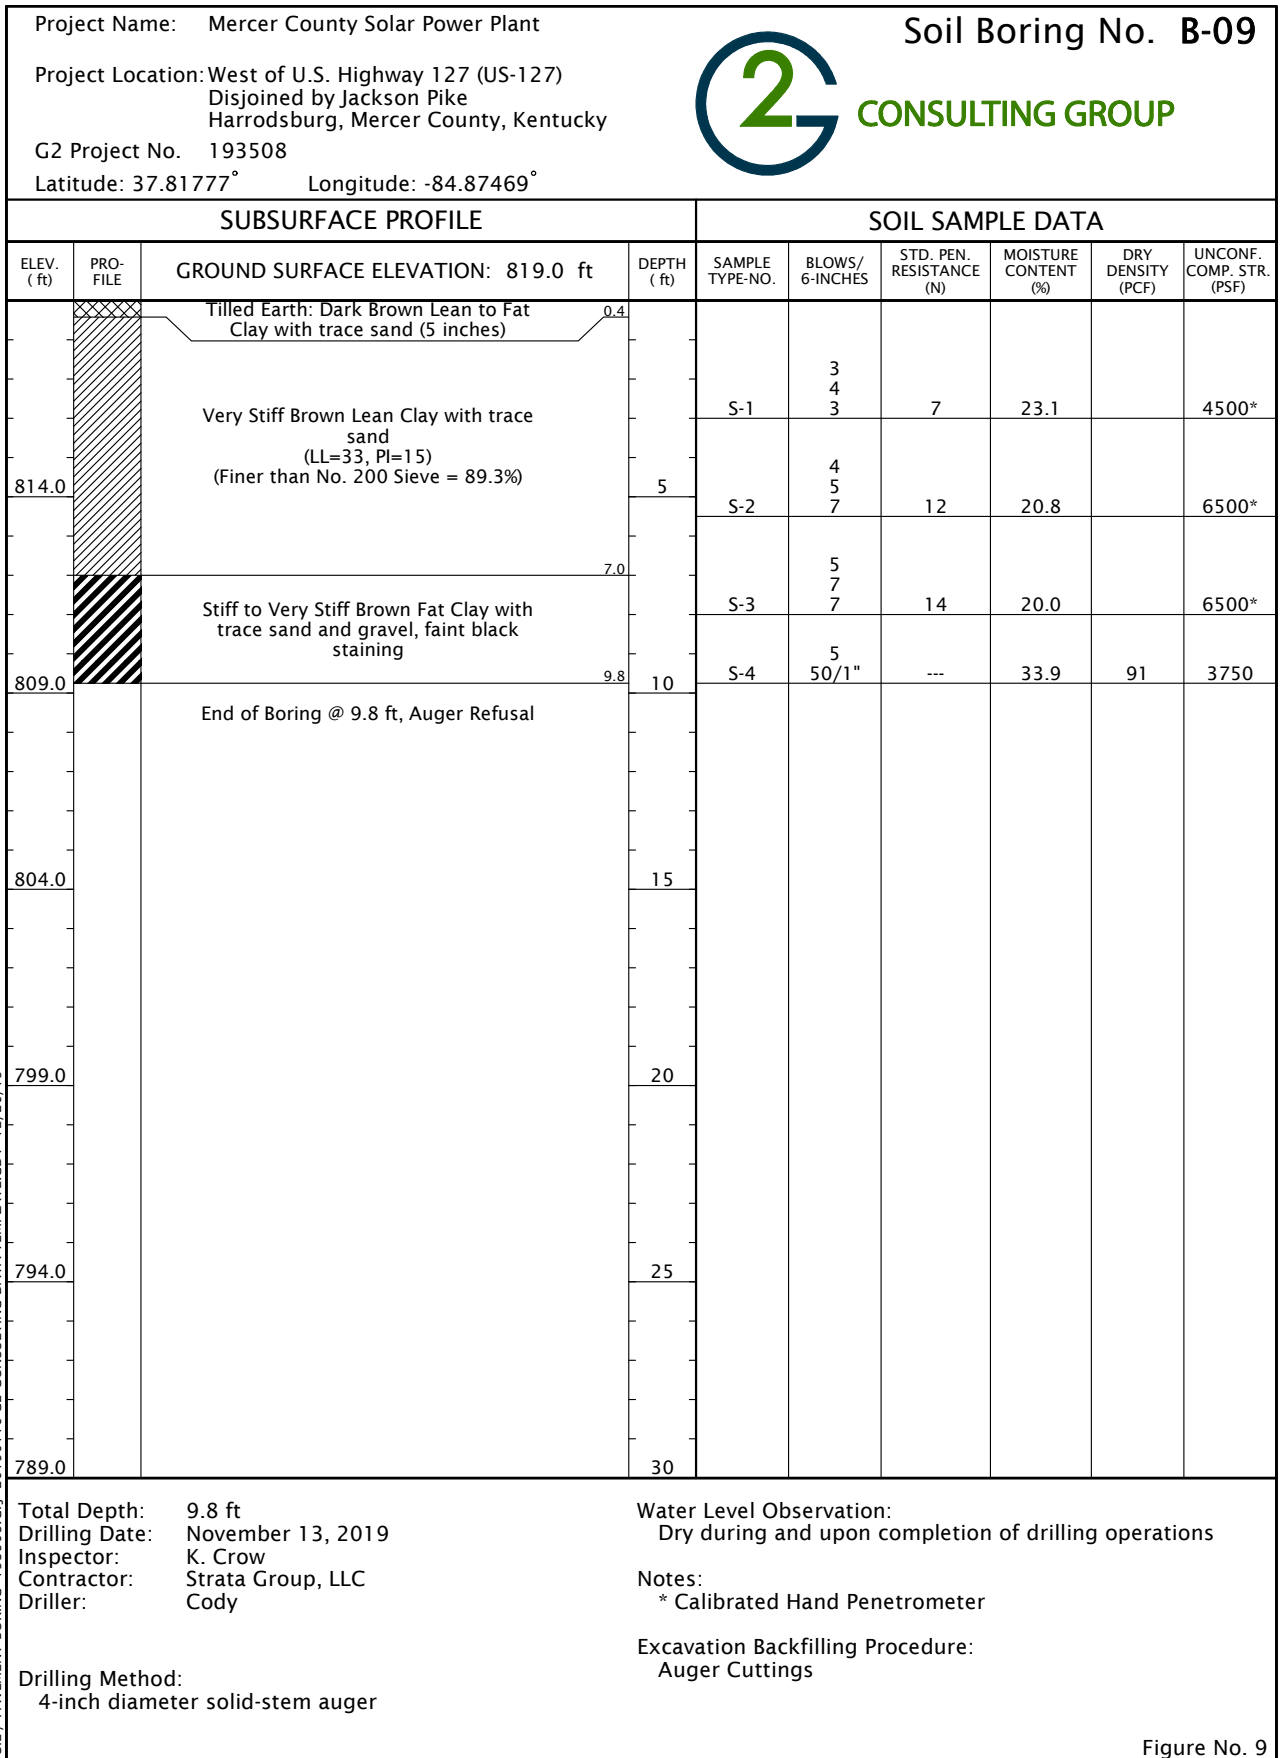 Project Name: Mercer County Solar Power Plant
Soil Boring No. B-09
Project Location: West of U.S. Highway 127 (US-127)
Disjoined by Jackson Pike
Harrodsburg, Mercer County, Kentucky
G2 Project No. 193508
Latitude: 37.81777° Longitude: -84.87469°
G2 CONSULTING GROUP
SUBSURFACE PROFILE
SOIL SAMPLE DATA
ELEV. (ft)
PRO-FILE
GROUND SURFACE ELEVATION: 819.0 ft
DEPTH (ft)
SAMPLE TYPE-NO.
BLOWS/ 6-INCHES
STD. PEN. RESISTANCE (N)
MOISTURE CONTENT (%)
DRY DENSITY (PCF)
UNCONF. COMP. STR. (PSF)
Tilled Earth: Dark Brown Lean to Fat 0.4
Clay with trace sand (5 inches)
3
4
S-1 3 7 23.1 4500*
Very Stiff Brown Lean Clay with trace
sand
(LL=33, PI=15)
(Finer than No. 200 Sieve = 89.3%)
4
814.0 5 5
S-2 7 12 20.8 6500*
7.0
5
7
S-3 7 14 20.0 6500*
Stiff to Very Stiff Brown Fat Clay with
trace sand and gravel, faint black
staining
5
9.8 S-4 50/1" --- 33.9 91 3750
809.0 10
End of Boring @ 9.8 ft, Auger Refusal
804.0 15
799.0 20
794.0 25
789.0 30
Total Depth: 9.8 ft
Drilling Date: November 13, 2019
Inspector: K. Crow
Contractor: Strata Group, LLC
Driller: Cody
Drilling Method:
4-inch diameter solid-stem auger
Water Level Observation:
Dry during and upon completion of drilling operations
Notes:
* Calibrated Hand Penetrometer
Excavation Backfilling Procedure:
Auger Cuttings
Figure No. 9